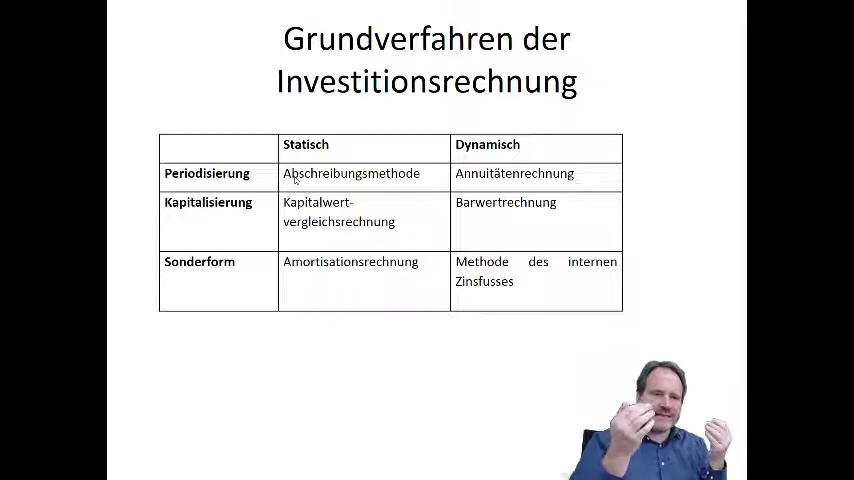 Grundverfahren der
Investitionsrechnung
Statisch Dynamisch
Periodisierung Abschreibungsmethode Annuitätenrechnung
Kapitalisierung Kapitalwert- Barwertrechnung
vergleichsrechnung
Sonderform Amortisationsrechnung Methode des internen
Zinsfusses